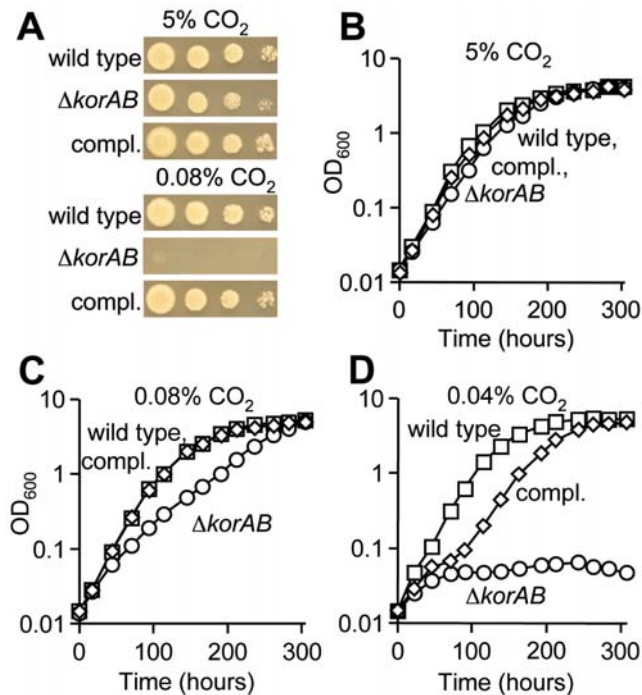 A
5% CO₂
wild type
ΔkorAB
compl.
0.08% CO₂
wild type
ΔkorAB
compl.
B
5% CO₂
OD₆₀₀
10
1
0.1
0.01
wild type,
compl.,
ΔkorAB
0 100 200 300
Time (hours)
C
0.08% CO₂
OD₆₀₀
10
1
0.1
0.01
wild type,
compl.
ΔkorAB
0 100 200 300
Time (hours)
D
0.04% CO₂
OD₆₀₀
10
1
0.1
0.01
wild type
compl.
ΔkorAB
0 100 200 300
Time (hours)